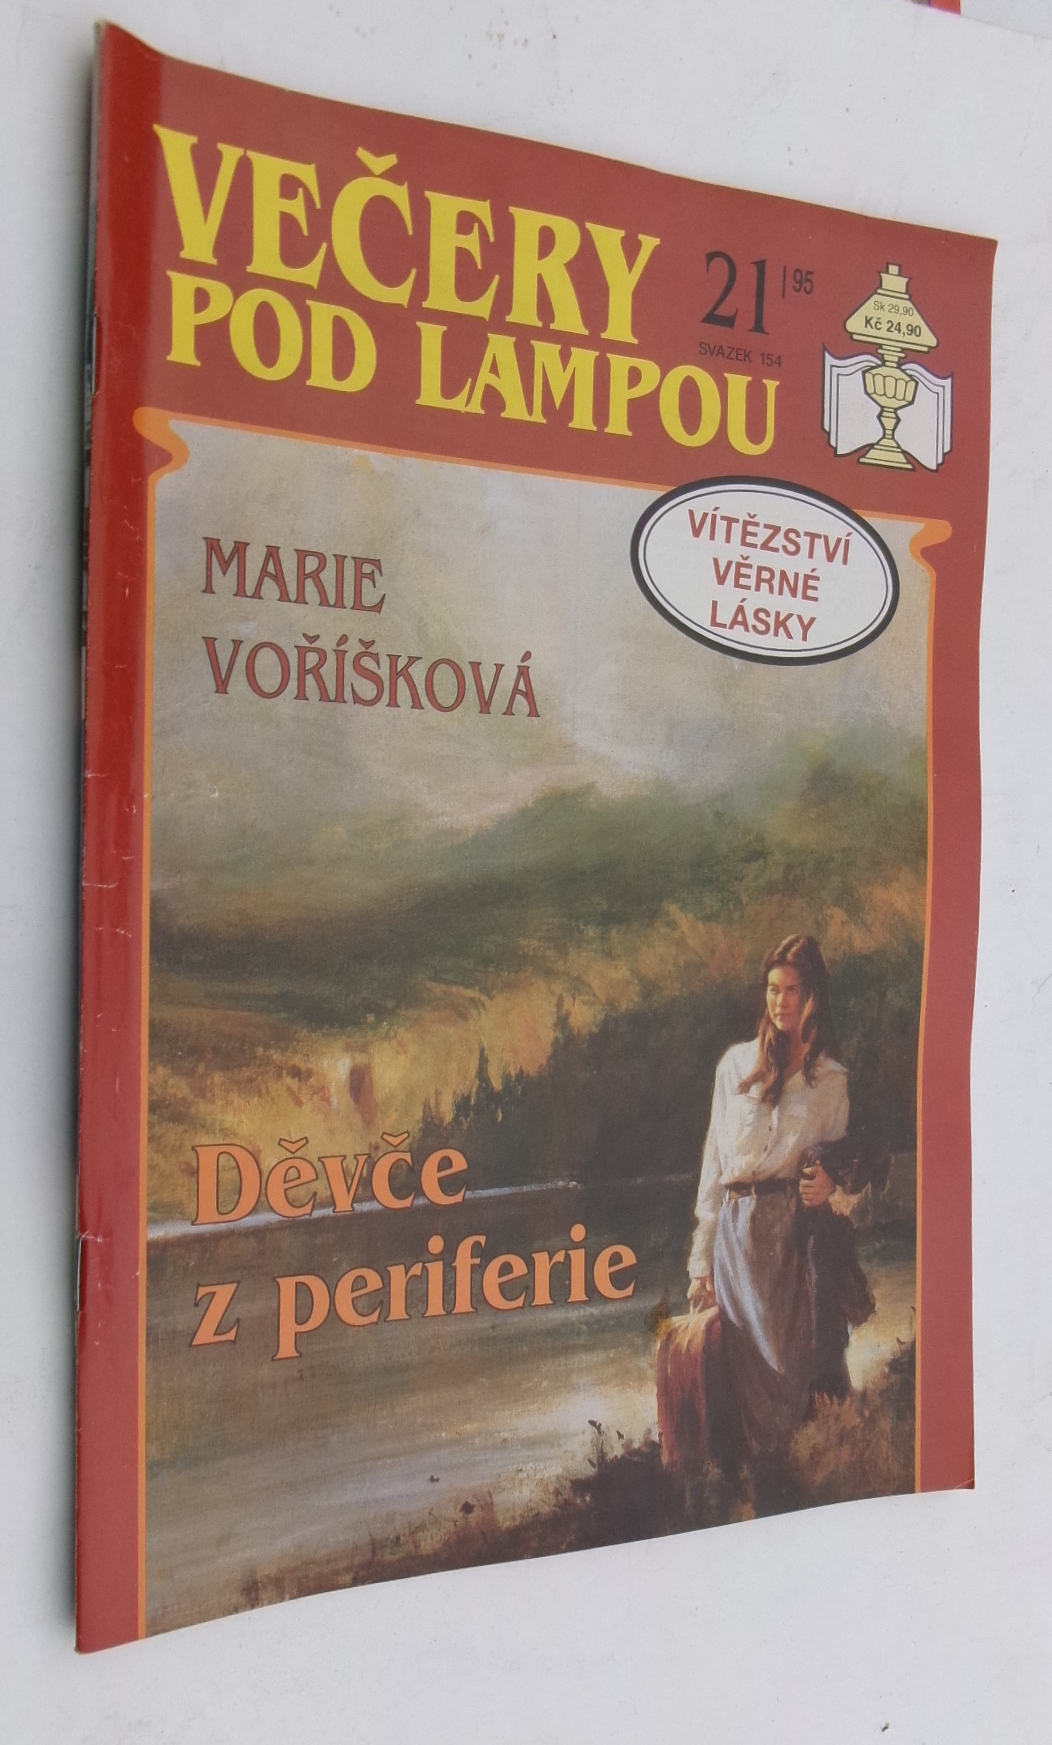 VEČERY
POD LAMPOU
21 | 95
SVAZEK 154
Sk 29,90
Kč 24,90
VÍTĚZSTVÍ
VĚRNÉ
LÁSKY
MARIE
VOŘÍŠKOVÁ
Děvče
z periferie